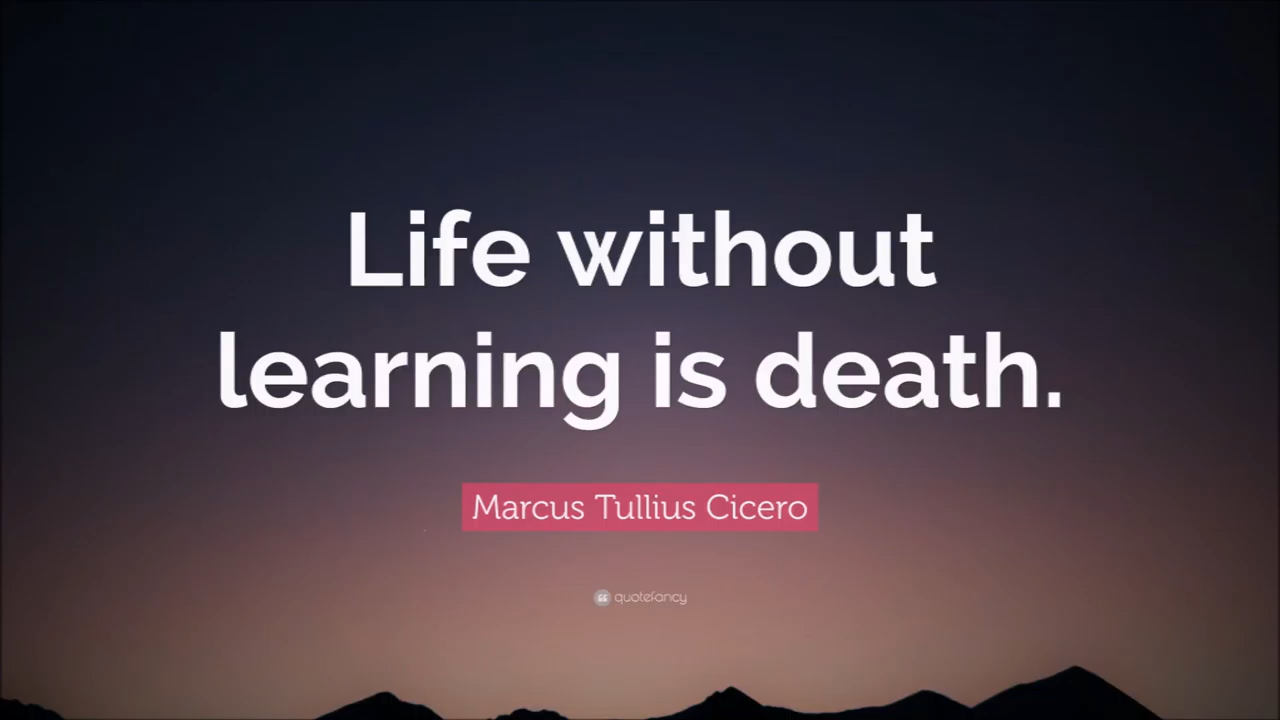 Life without
learning is death.
Marcus Tullius Cicero
quotefancy